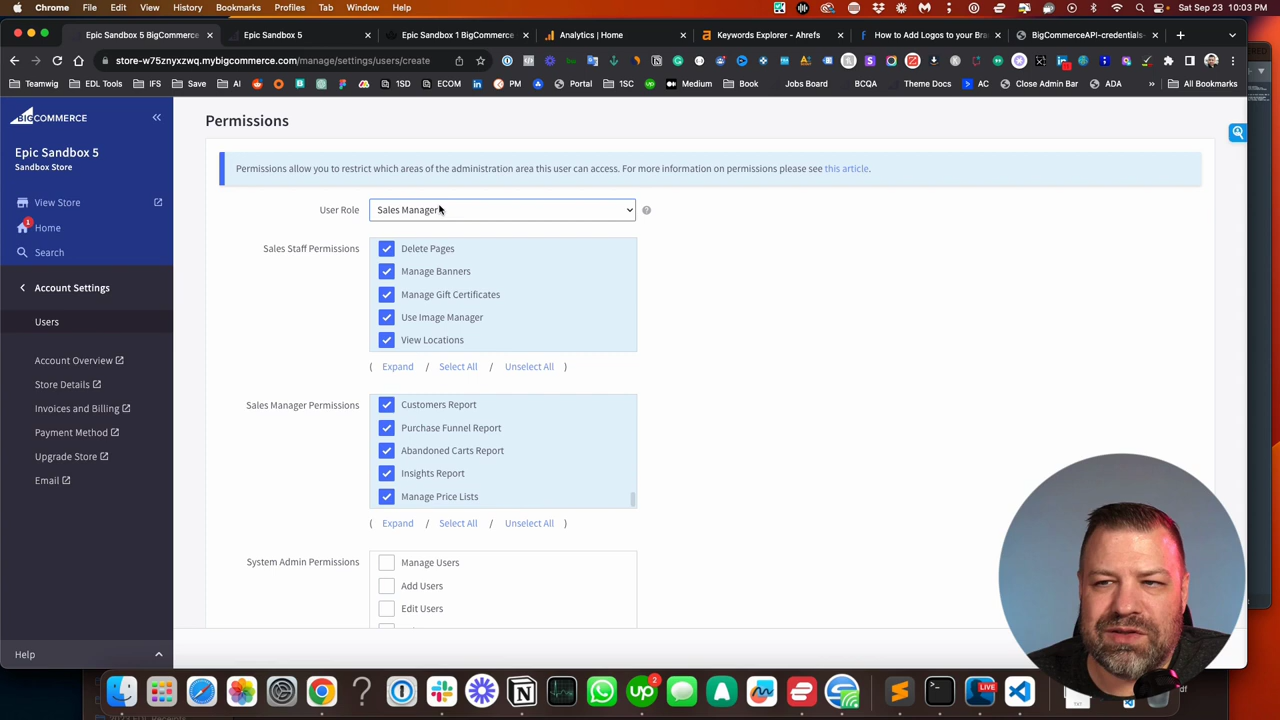 Chrome File Edit View History Bookmarks Profiles Tab Window Help Sat Sep 23 10:03 PM
Epic Sandbox 5 BigCommerce × Epic Sandbox 5 × Epic Sandbox 1 BigCommerce × Analytics | Home × Keywords Explorer - Ahrefs × How to Add Logos to your Bra × BigCommerceAPI-credentials- ×
store-w75znyxzwq.mybigcommerce.com/manage/settings/users/create
Teamwig EDL Tools IFS Save AI 1SD ECOM PM Portal 1SC Medium Book Jobs Board BCQA Theme Docs AC Close Admin Bar ADA » All Bookmarks
BIGCOMMERCE
Epic Sandbox 5
Sandbox Store
View Store
1
Home
Search
Account Settings
Users
Account Overview
Store Details
Invoices and Billing
Payment Method
Upgrade Store
Email
Help
Permissions
Permissions allow you to restrict which areas of the administration area this user can access. For more information on permissions please see this article.
User Role Sales Manager ?
Sales Staff Permissions
Delete Pages
Manage Banners
Manage Gift Certificates
Use Image Manager
View Locations
( Expand / Select All / Unselect All )
Sales Manager Permissions
Customers Report
Purchase Funnel Report
Abandoned Carts Report
Insights Report
Manage Price Lists
( Expand / Select All / Unselect All )
System Admin Permissions
Manage Users
Add Users
Edit Users
up 2 LIVE